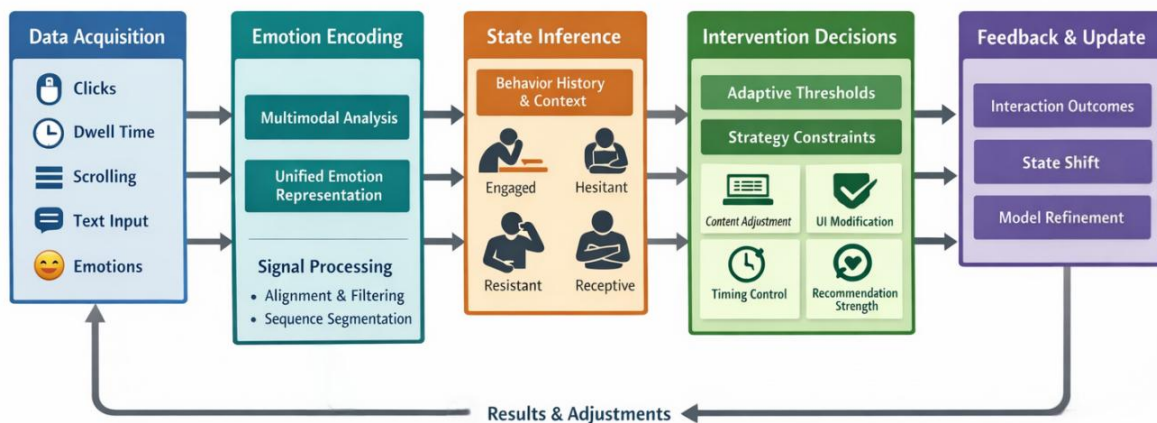 Data Acquisition
Clicks
Dwell Time
Scrolling
Text Input
Emotions
Emotion Encoding
Multimodal Analysis
Unified Emotion
Representation
Signal Processing
• Alignment & Filtering
• Sequence Segmentation
State Inference
Behavior History
& Context
Engaged
Hesitant
Resistant
Receptive
Intervention Decisions
Adaptive Thresholds
Strategy Constraints
Content Adjustment
UI Modification
Timing Control
Recommendation
Strength
Feedback & Update
Interaction Outcomes
State Shift
Model Refinement
Results & Adjustments